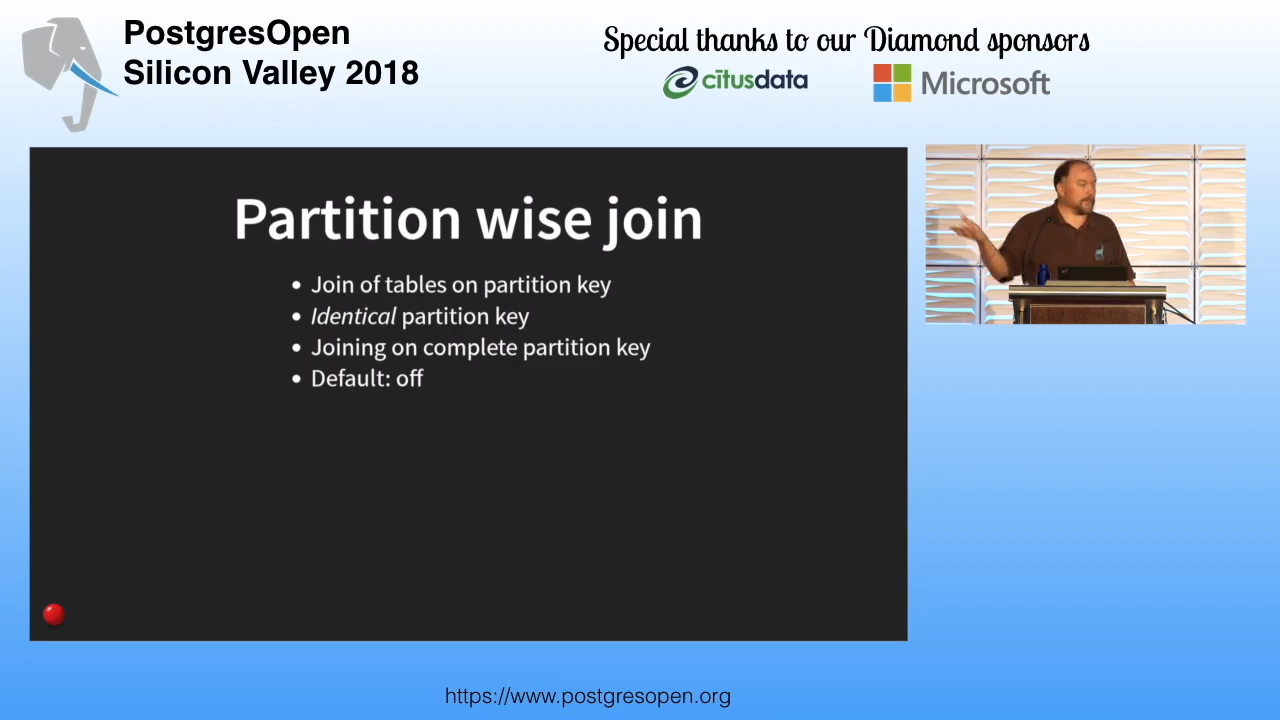 PostgresOpen
Silicon Valley 2018
Special thanks to our Diamond sponsors
citusdata
Microsoft
Partition wise join
• Join of tables on partition key
• Identical partition key
• Joining on complete partition key
• Default: off
https://www.postgresopen.org